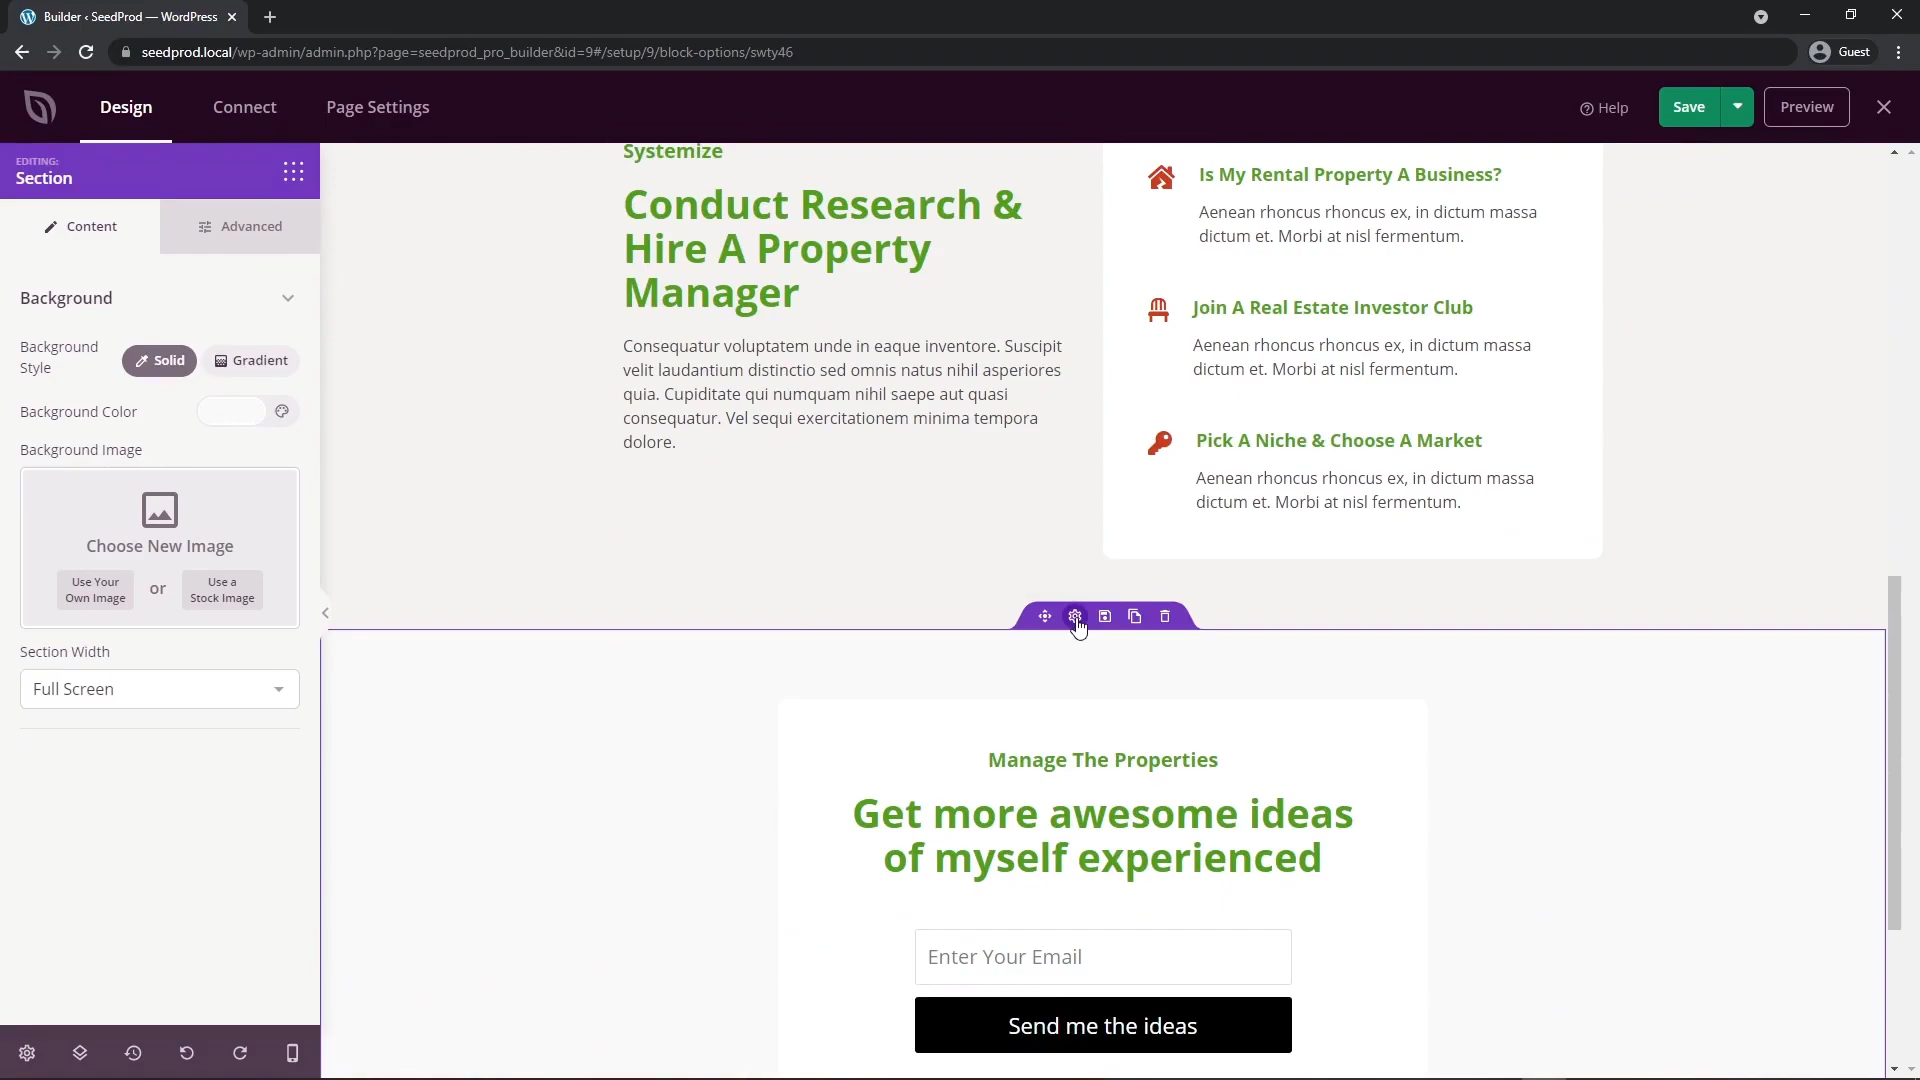 Builder ‹ SeedProd — WordPress
seedprod.local/wp-admin/admin.php?page=seedprod_pro_builder&id=9#/setup/9/block-options/swty46
Guest
Design
Connect
Page Settings
Help
Save
Preview
EDITING:
Section
Content
Advanced
Background
Background
Style
Solid
Gradient
Background Color
Background Image
Choose New Image
Use Your
Own Image
or
Use a
Stock Image
Section Width
Full Screen
Systemize
Conduct Research &
Hire A Property
Manager
Consequatur voluptatem unde in eaque inventore. Suscipit
velit laudantium distinctio sed omnis natus nihil asperiores
quia. Cupiditate qui numquam nihil saepe aut quasi
consequatur. Vel sequi exercitationem minima tempora
dolore.
Is My Rental Property A Business?
Aenean rhoncus rhoncus ex, in dictum massa
dictum et. Morbi at nisl fermentum.
Join A Real Estate Investor Club
Aenean rhoncus rhoncus ex, in dictum massa
dictum et. Morbi at nisl fermentum.
Pick A Niche & Choose A Market
Aenean rhoncus rhoncus ex, in dictum massa
dictum et. Morbi at nisl fermentum.
Manage The Properties
Get more awesome ideas
of myself experienced
Enter Your Email
Send me the ideas